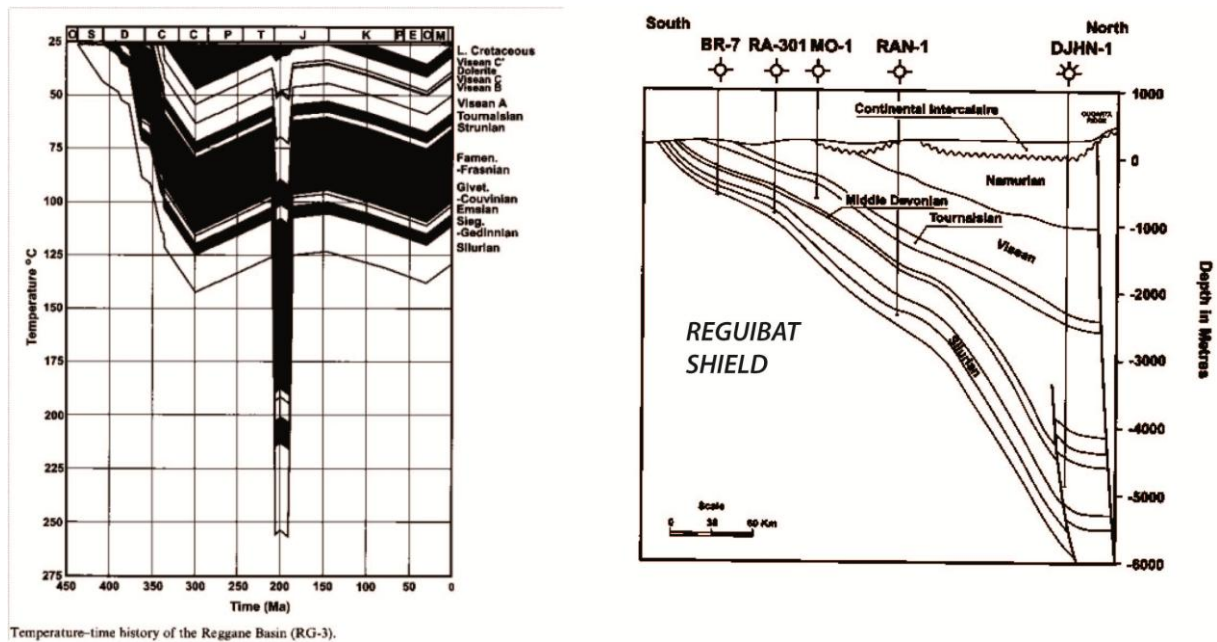 O S D C C P T J K P E O M
25
50
75
100
125
150
175
200
225
250
275
Temperature °C
450 400 350 300 250 200 150 100 50 0
Time (Ma)
L. Cretaceous
Visean C'
Dolerite
Visean C
Visean B
Visean A
Tournaisian
Strunian
Famen.
-Frasnian
Givet.
-Couvinian
Emsian
Sieg.
-Gedinnian
Silurian
Temperature–time history of the Reggane Basin (RG-3).
South
North
BR-7 RA-301 MO-1 RAN-1 DJHN-1
Continental Intercalaire
Namurian
Middle Devonian
Tournaisian
Visean
Silurian
REGUIBAT
SHIELD
Scale
60 Km
1000
0
-1000
-2000
-3000
-4000
-5000
-6000
Depth in Metres